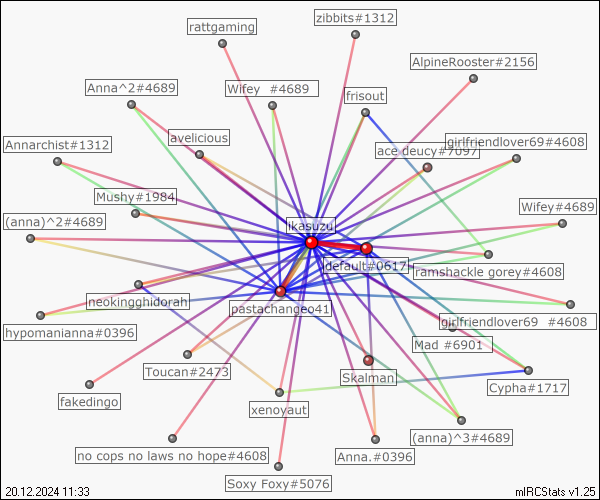 zibbits#1312
rattgaming
AlpineRooster#2156
Anna^2#4689
Wifey #4689
frisout
avelicious
girlfriendlover69#4608
Annarchist#1312
ace deucy#7097
Mushy#1984
Wifey#4689
(anna)^2#4689
ikasuzu
default#0617
ramshackle gorey#4608
neokingghidorah
pastachangeo41
girlfriendlover69 #4608
hypomanianna#0396
Mad #6901
Toucan#2473
Skalman
Cypha#1717
fakedingo
xenoyaut
(anna)^3#4689
no cops no laws no hope#4608
Anna.#0396
Soxy Foxy#5076
20.12.2024 11:33
mIRCStats v1.25